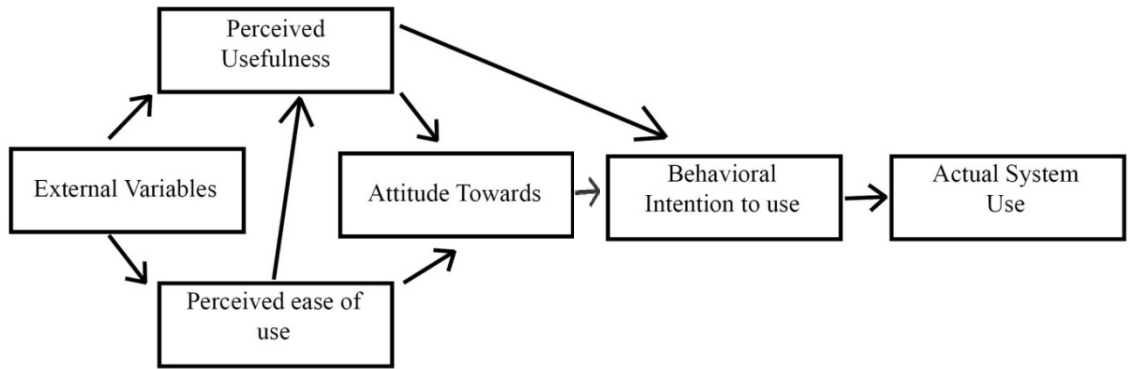 Perceived
Usefulness
External Variables
Attitude Towards
Behavioral
Intention to use
Actual System
Use
Perceived ease of
use